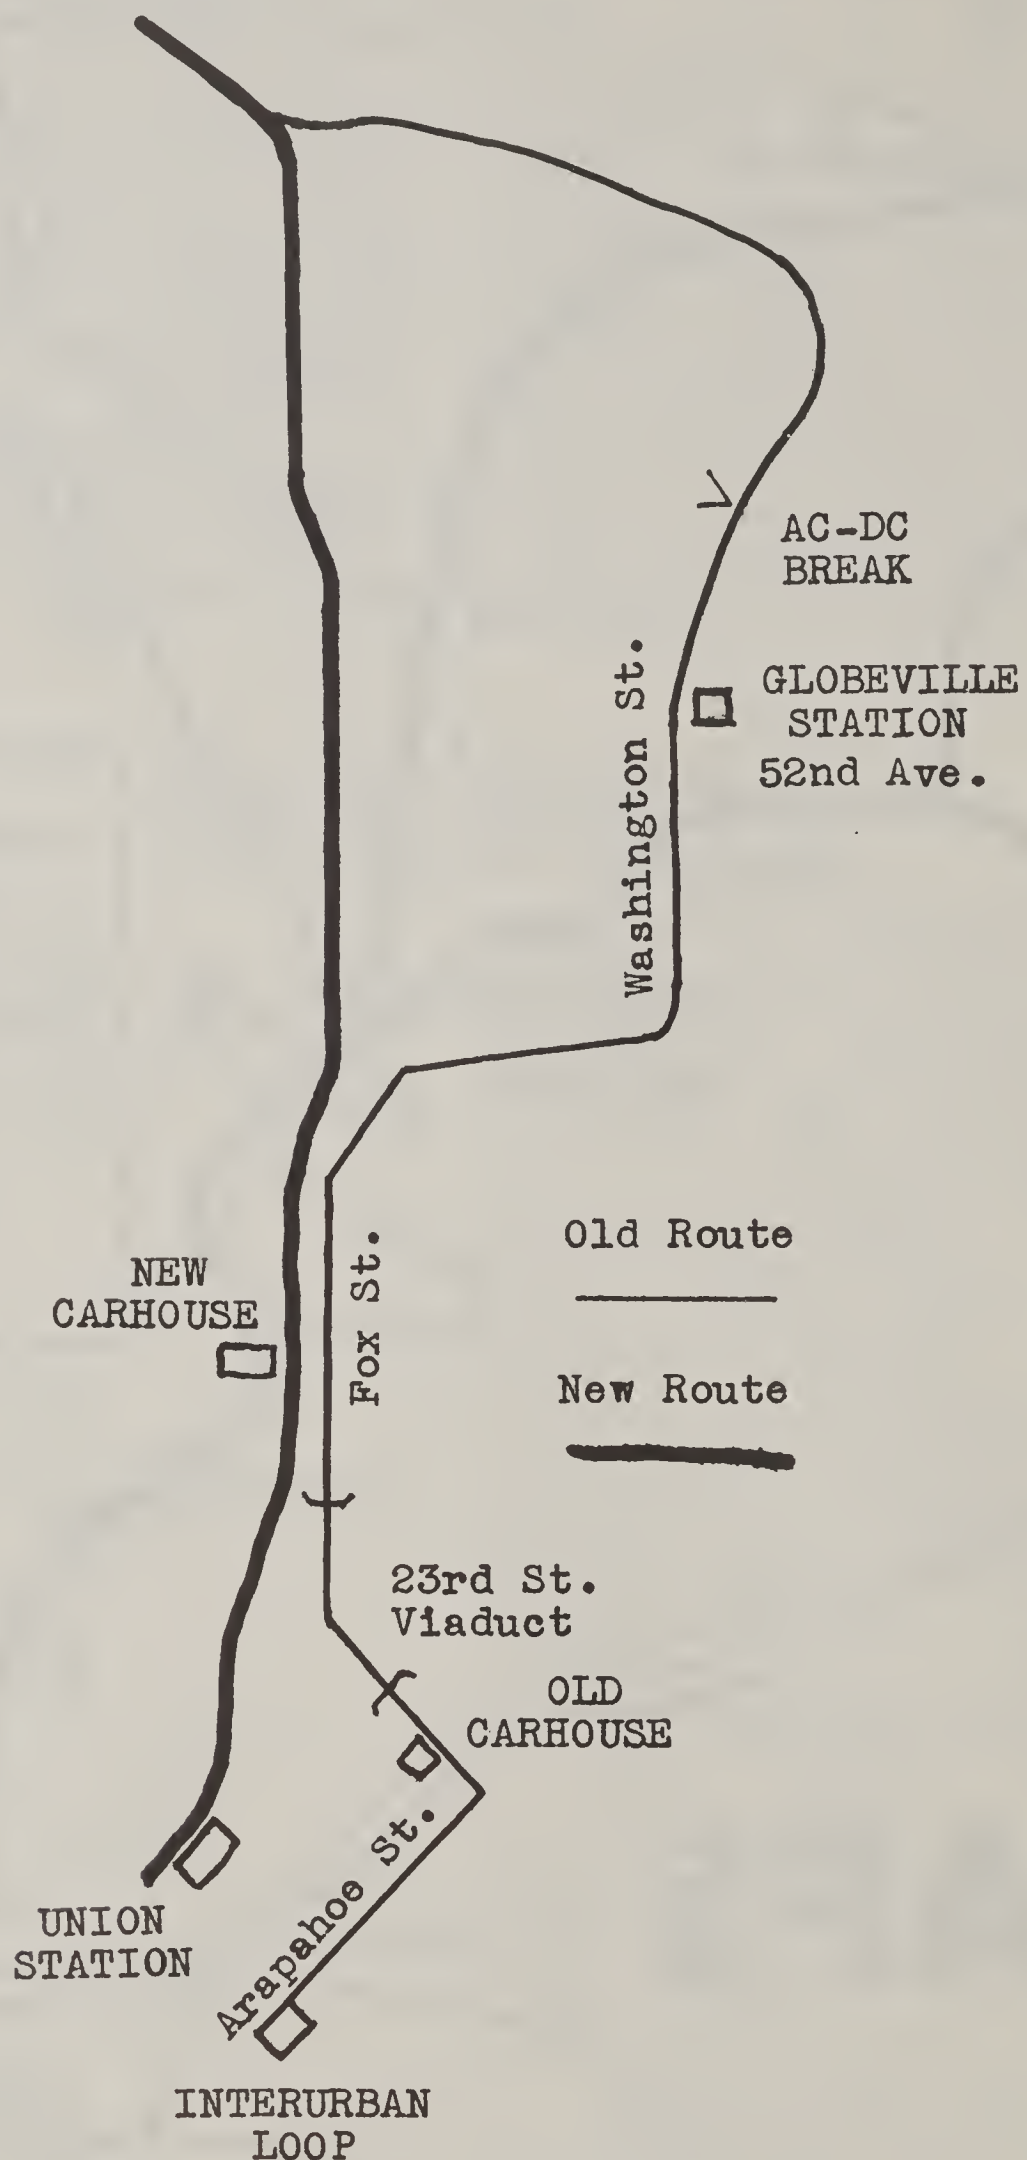 AC-DC
BREAK
Washington St.
GLOBEVILLE
STATION
52nd Ave.
Old Route
New Route
NEW
CARHOUSE
Fox St.
23rd St.
Viaduct
OLD
CARHOUSE
Arapahoe St.
UNION
STATION
INTERURBAN
LOOP